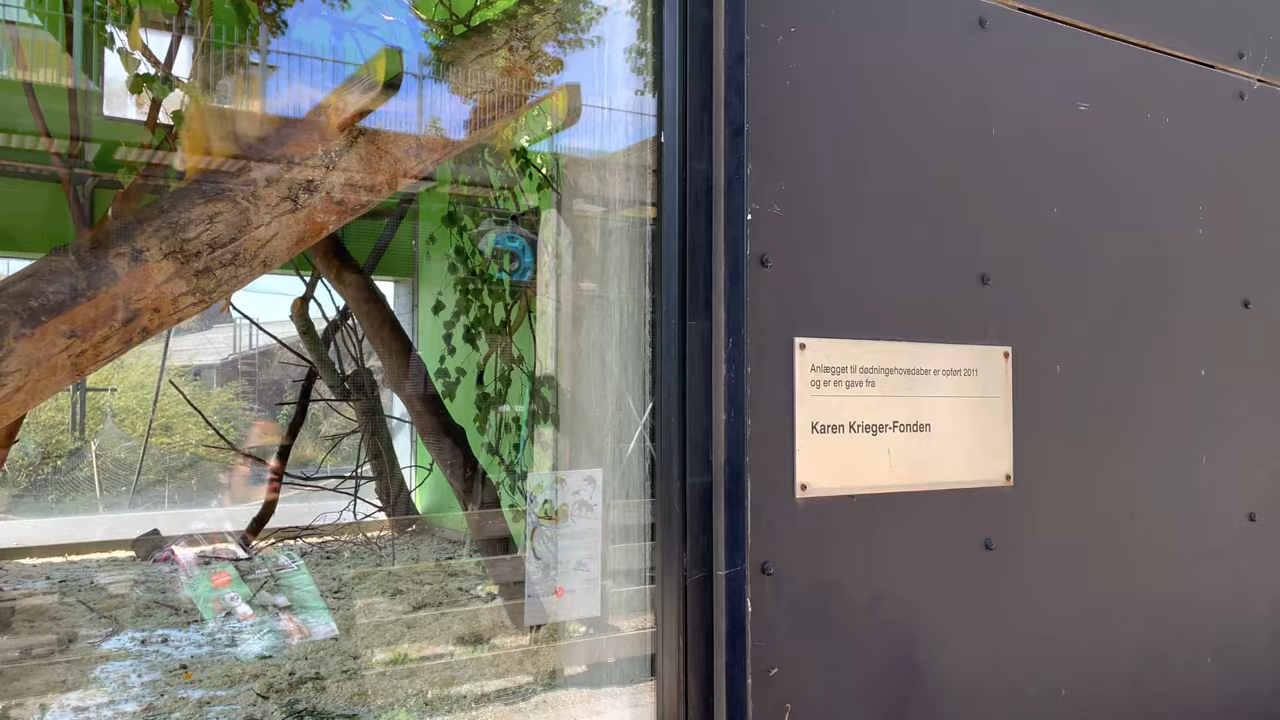 Anlægget til dødningehovedaber er opført 2011
og er en gave fra
Karen Krieger-Fonden